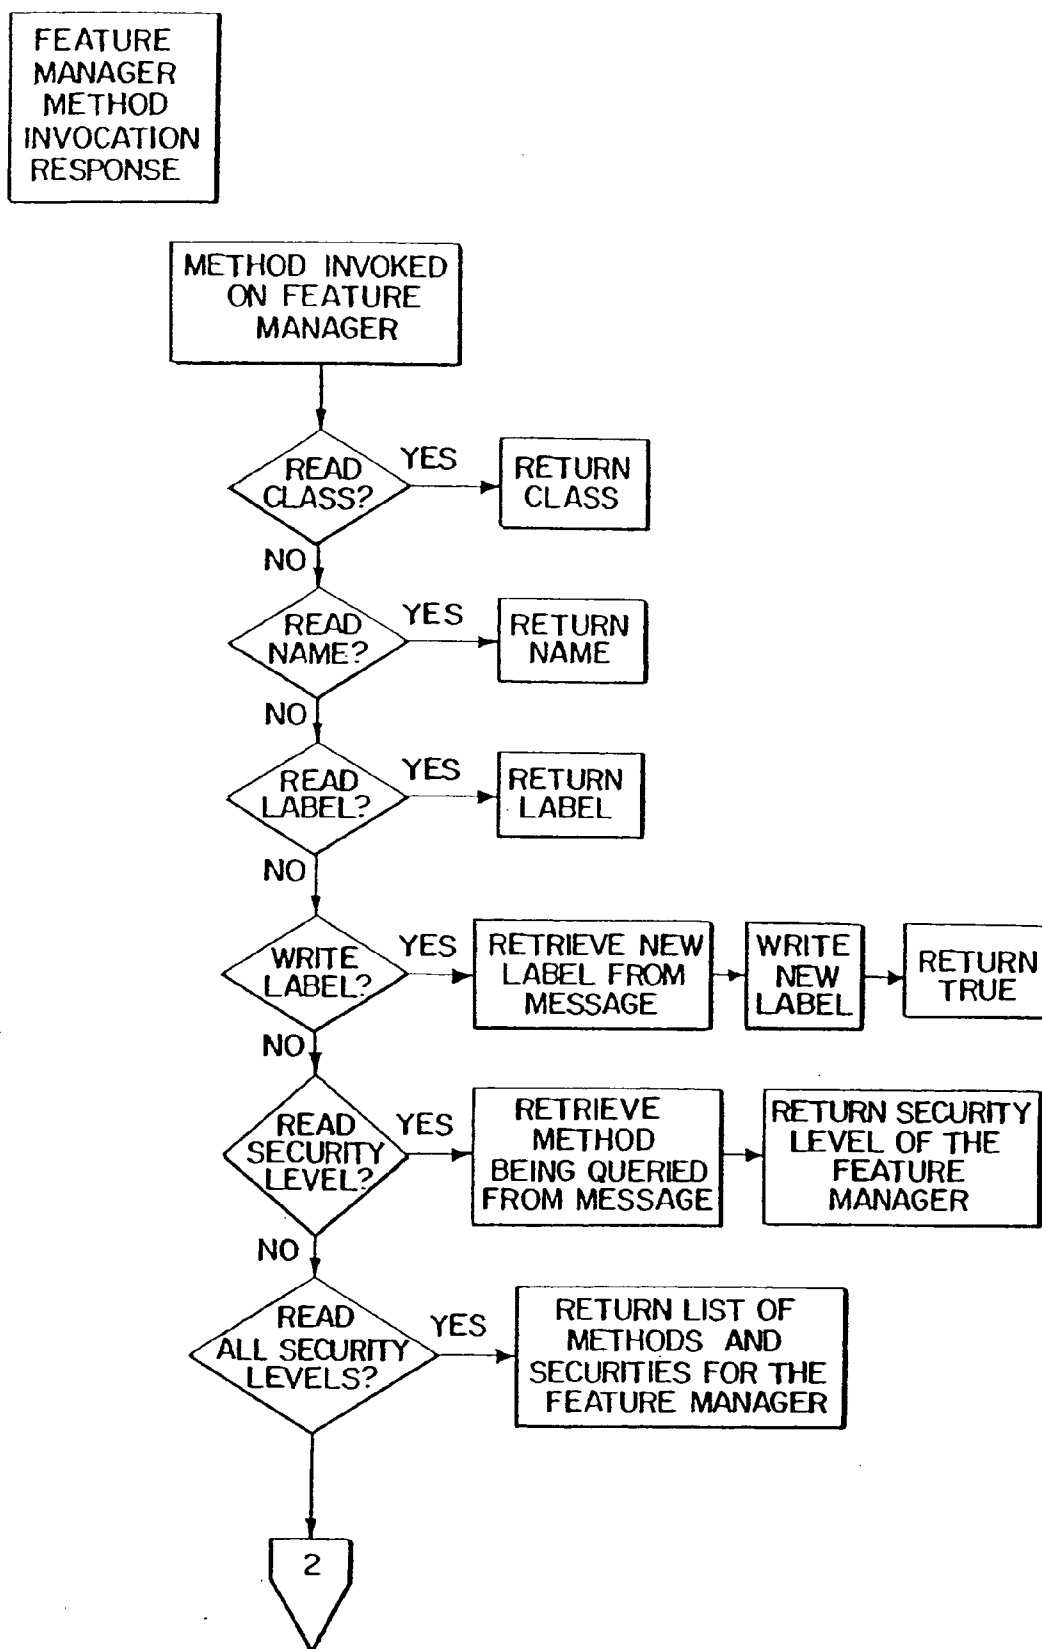 FEATURE
MANAGER
METHOD
INVOCATION
RESPONSE
METHOD INVOKED
ON FEATURE
MANAGER
READ
CLASS?
YES
RETURN
CLASS
NO
READ
NAME?
YES
RETURN
NAME
NO
READ
LABEL?
YES
RETURN
LABEL
NO
WRITE
LABEL?
YES
RETRIEVE NEW
LABEL FROM
MESSAGE
WRITE
NEW
LABEL
RETURN
TRUE
NO
READ
SECURITY
LEVEL?
YES
RETRIEVE
METHOD
BEING QUERIED
FROM MESSAGE
RETURN SECURITY
LEVEL OF THE
FEATURE
MANAGER
NO
READ
ALL SECURITY
LEVELS?
YES
RETURN LIST OF
METHODS AND
SECURITIES FOR THE
FEATURE MANAGER
2